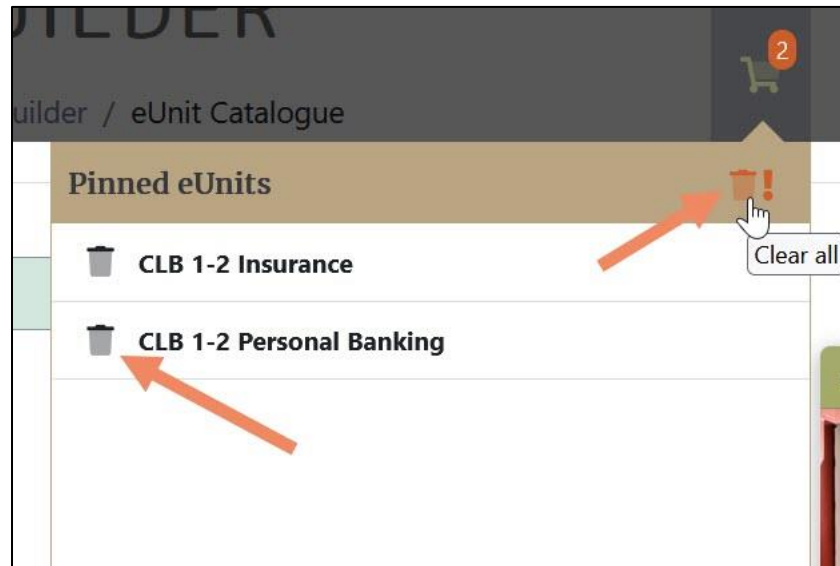 UILDER
2
uilder / eUnit Catalogue
Pinned eUnits
Clear all
CLB 1-2 Insurance
CLB 1-2 Personal Banking